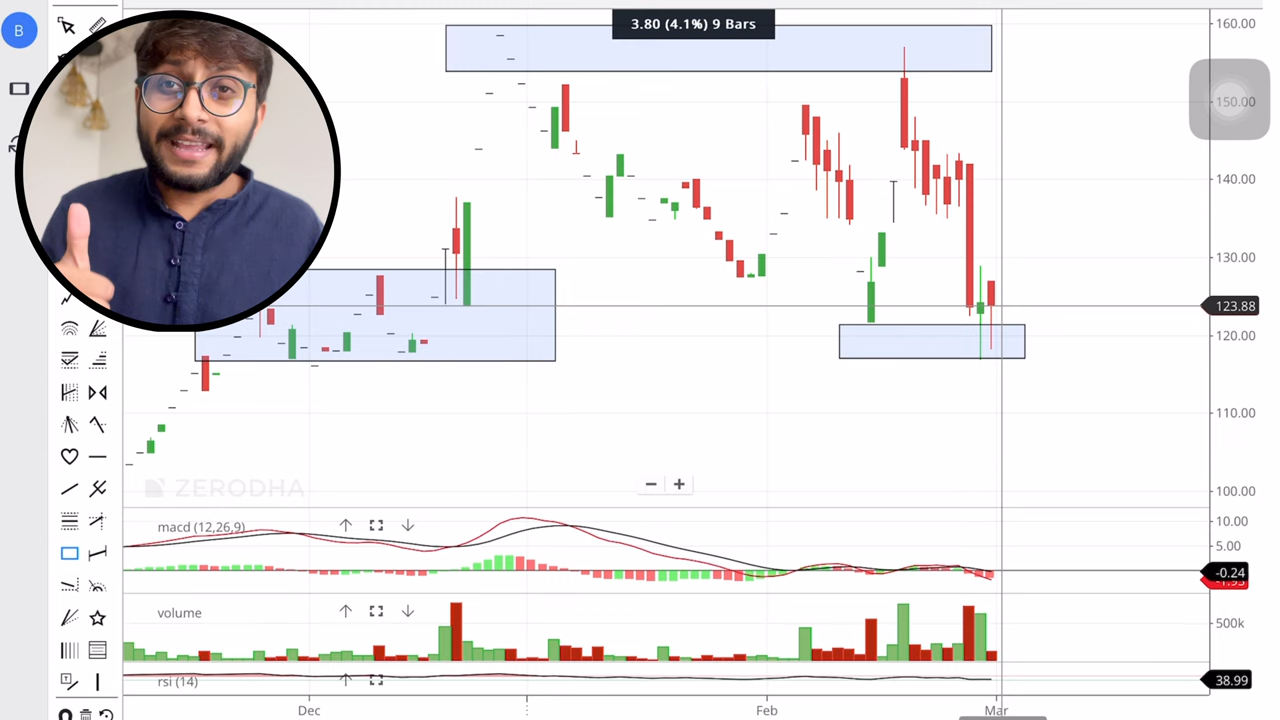 B
3.80 (4.1%) 9 Bars
160.00
150.00
140.00
130.00
123.88
120.00
110.00
100.00
ZERODHA
macd (12,26,9)
10.00
5.00
-0.24
volume
500k
rsi (14)
38.99
Dec
Feb
Mar